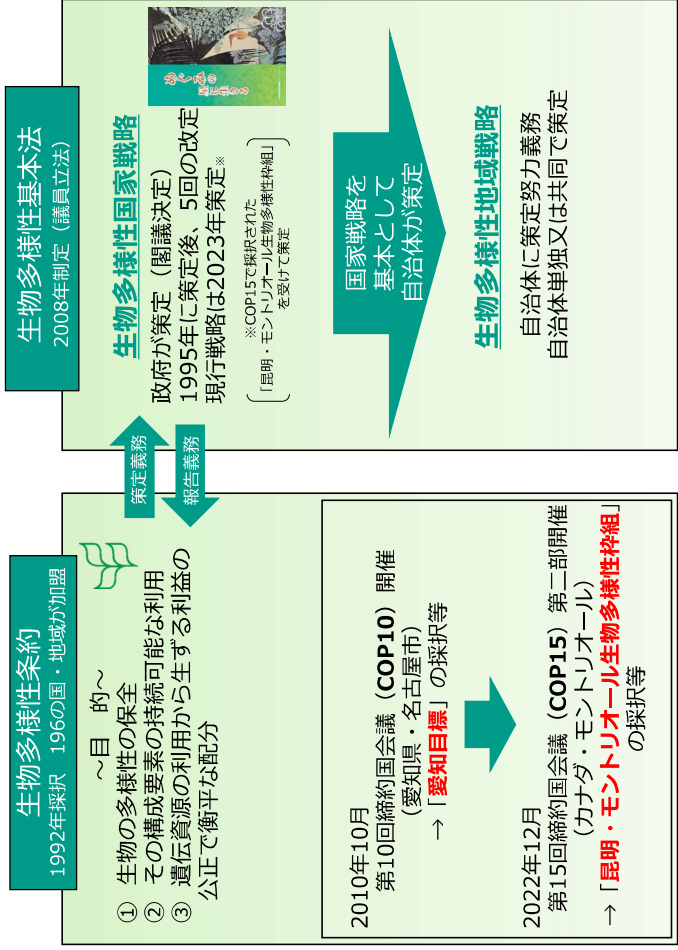 生物多様性条約
1992年採択 196の国・地域が加盟
～目 的～
① 生物の多様性の保全
② その構成要素の持続可能な利用
③ 遺伝資源の利用から生ずる利益の
公正で衡平な配分
2010年10月
第10回締約国会議（COP10）開催
（愛知県・名古屋市）
→「愛知目標」の採択等
2022年12月
第15回締約国会議（COP15）第二部開催
（カナダ・モントリオール）
→「昆明・モントリオール生物多様性枠組」
の採択等
策定義務
報告義務
生物多様性基本法
2008年制定（議員立法）
生物多様性国家戦略
政府が策定（閣議決定）
1995年に策定後、5回の改定
現行戦略は2023年策定※
※COP15で採択された
「昆明・モントリオール生物多様性枠組」
を受けて策定
国家戦略を
基本として
自治体が策定
生物多様性地域戦略
自治体に策定努力義務
自治体単独又は共同で策定